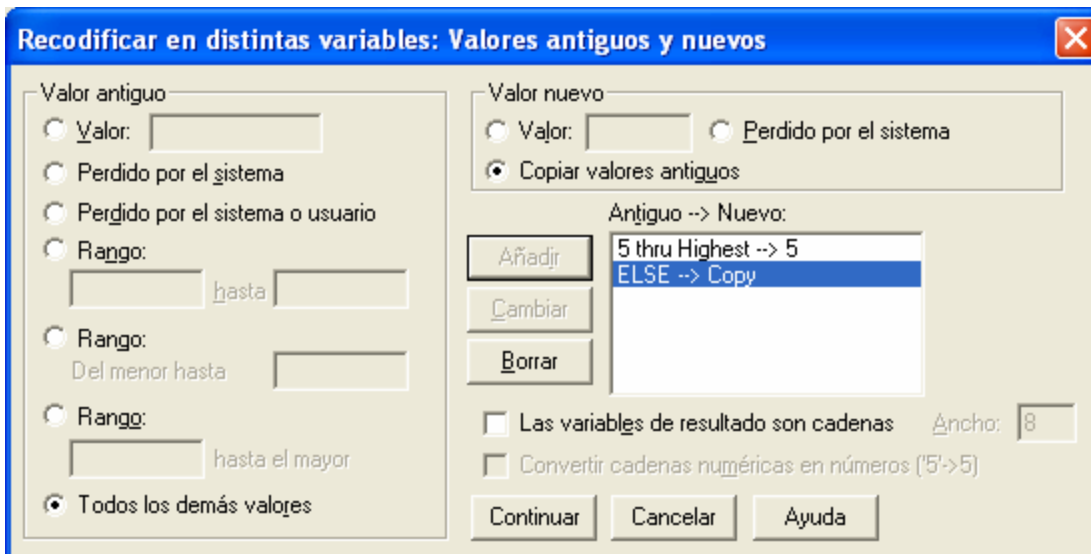 Recodificar en distintas variables: Valores antiguos y nuevos
Valor antiguo
Valor:
Perdido por el sistema
Perdido por el sistema o usuario
Rango:
hasta
Rango:
Del menor hasta
Rango:
hasta el mayor
Todos los demás valores
Valor nuevo
Valor:
Perdido por el sistema
Copiar valores antiguos
Antiguo --> Nuevo:
Añadir
Cambiar
Borrar
5 thru Highest --> 5
ELSE --> Copy
Las variables de resultado son cadenas
Ancho: 8
Convertir cadenas numéricas en números ('5'->5)
Continuar
Cancelar
Ayuda